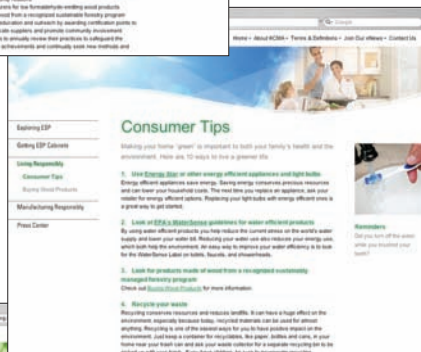 ers for low formaldehyde-emitting wood products
wood from a recognized sustainable forestry program
education and outreach by awarding certification points to
cate suppliers and promote community involvement
to annually review their practices to safeguard the
achievements and continually seek new methods and
Google
Home • About KCMA • Terms & Definitions • Join Our eNews • Contact Us
Exploring ESP
Getting ESP Cabinets
Living Responsibly
Consumer Tips
Buying Wood Products
Manufacturing Responsibly
Press Center
Consumer Tips
Making your home 'green' is important to both your family's health and the
environment. Here are 10 ways to live a greener life.
1. Use Energy Star or other energy efficient appliances and light bulbs
Energy efficient appliances save energy. Saving energy conserves precious resources
and can lower your household costs. The next time you replace an appliance, ask your
retailer for energy efficient options. Replacing your light bulbs with energy efficient ones is
a great way to get started.
2. Look at EPA's WaterSense guidelines for water efficient products
By using water efficient products you help reduce the current stress on the world's water
supply and lower your water bill. Reducing your water use also reduces your energy use,
which both help the environment. An easy way to improve your water efficiency is to look
for the WaterSense Label on toilets, faucets, and showerheads.
3. Look for products made of wood from a recognized sustainably
managed forestry program
Check out Buying Wood Products for more information.
4. Recycle your waste
Recycling conserves resources and reduces landfills. It can have a huge effect on the
environment, especially because today, recycled materials can be used for almost
anything. Recycling is one of the easiest ways for you to have positive impact on the
environment. Just keep a container for recyclables, like paper, bottles and cans, in your
home near your trash can and ask your waste collector for a separate recycling bin to be
Reminders
Did you turn off the water
while you brushed your
teeth?